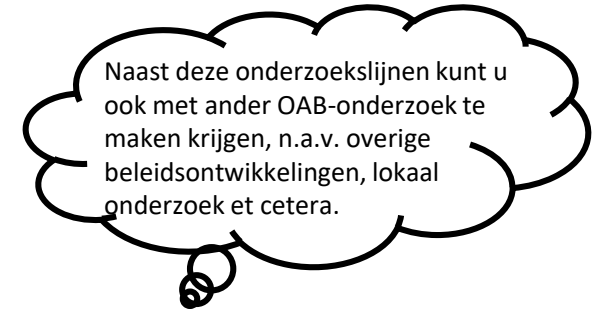 Naast deze onderzoekslijnen kunt u
ook met ander OAB-onderzoek te
maken krijgen, n.a.v. overige
beleidsontwikkelingen, lokaal
onderzoek et cetera.